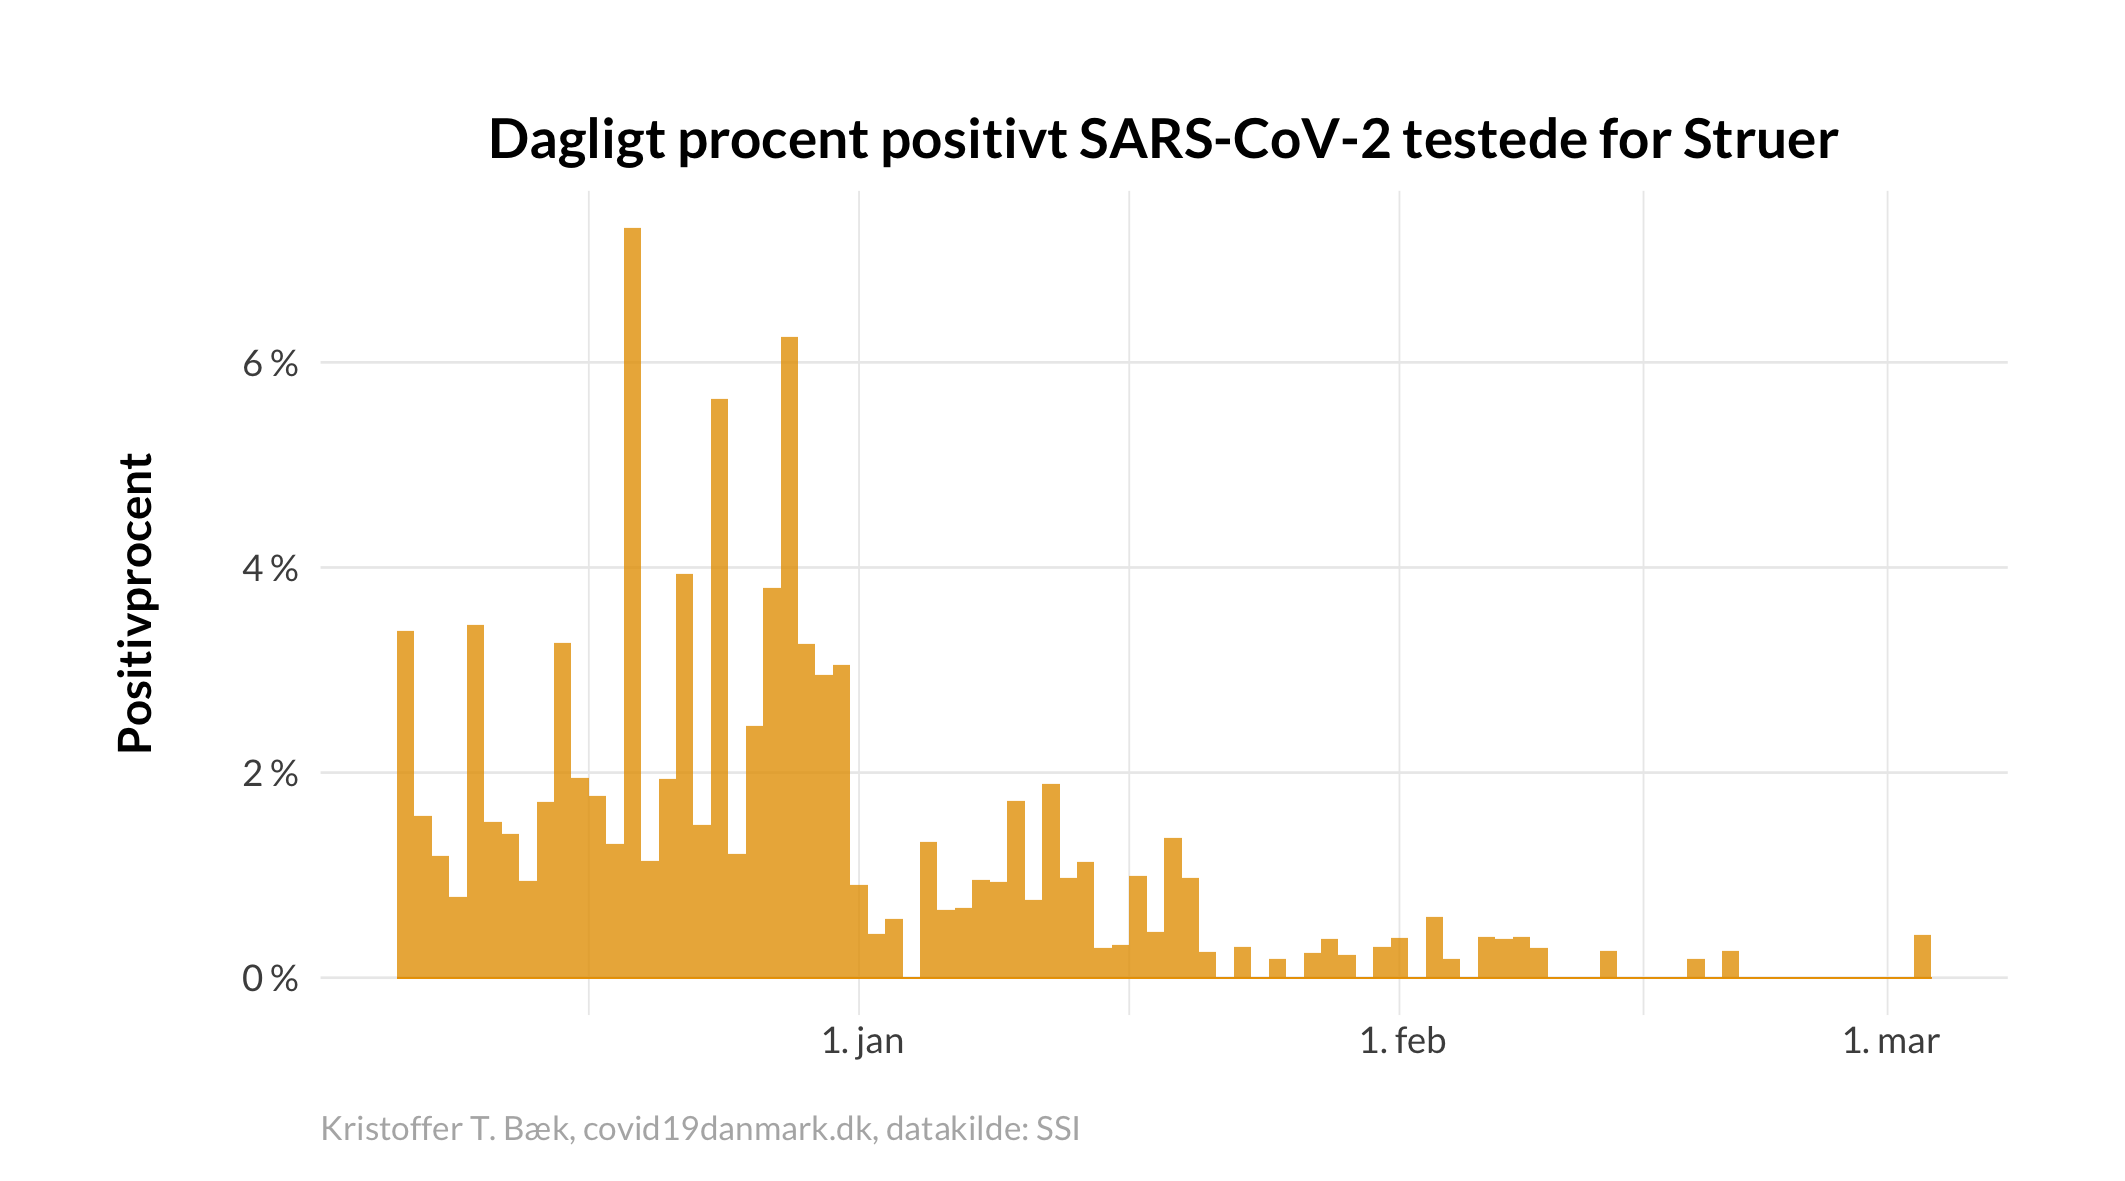 Dagligt procent positivt SARS-CoV-2 testede for Struer
Positivprocent
6 %
4 %
2 %
0 %
1. jan
1. feb
1. mar
Kristoffer T. Bæk, covid19danmark.dk, datakilde: SSI